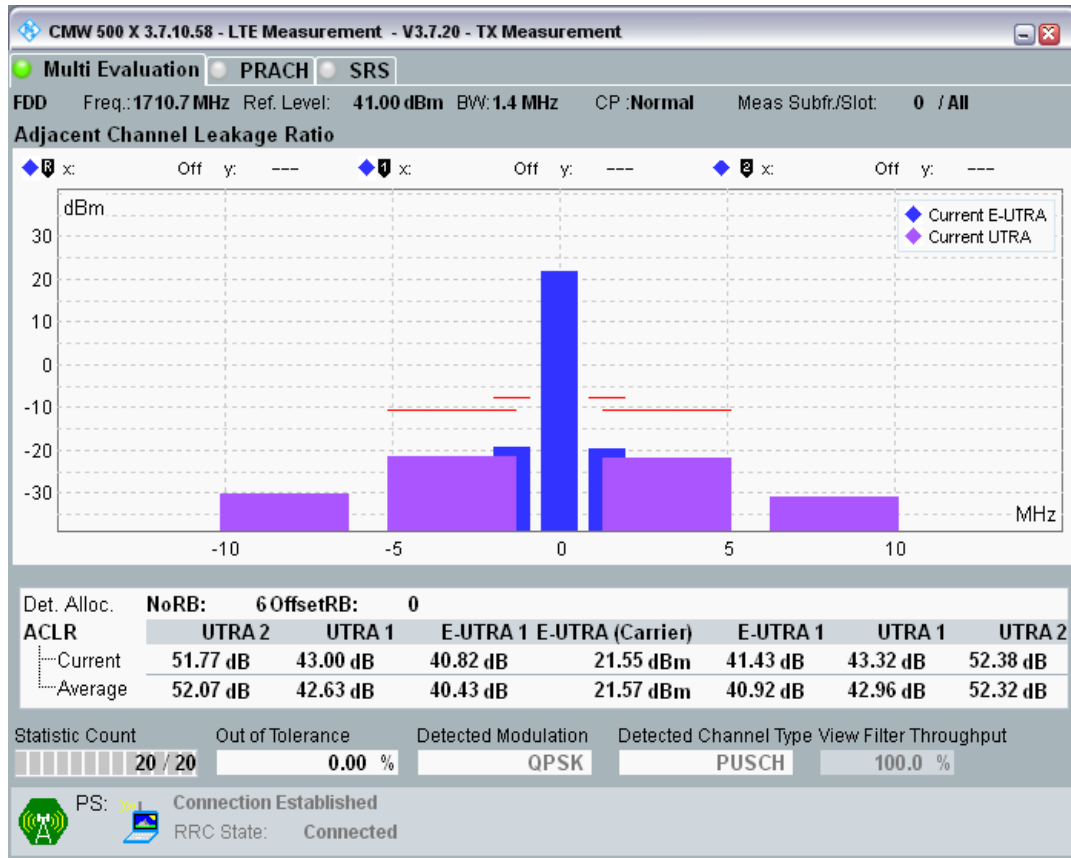 CMW 500 X 3.7.10.58 - LTE Measurement - V3.7.20 - TX Measurement
Multi Evaluation PRACH SRS
FDD Freq.:1710.7 MHz Ref. Level: 41.00 dBm BW:1.4 MHz CP :Normal Meas Subfr./Slot: 0 / All
Adjacent Channel Leakage Ratio
R x: Off y: --- 1 x: Off y: --- 2 x: Off y: ---
dBm
Current E-UTRA
Current UTRA
30
20
10
0
-10
-20
-30
MHz
-10 -5 0 5 10
Det. Alloc. NoRB: 6 OffsetRB: 0
ACLR UTRA 2 UTRA 1 E-UTRA 1 E-UTRA (Carrier) E-UTRA 1 UTRA 1 UTRA 2
Current 51.77 dB 43.00 dB 40.82 dB 21.55 dBm 41.43 dB 43.32 dB 52.38 dB
Average 52.07 dB 42.63 dB 40.43 dB 21.57 dBm 40.92 dB 42.96 dB 52.32 dB
Statistic Count Out of Tolerance Detected Modulation Detected Channel Type View Filter Throughput
20 / 20 0.00 % QPSK PUSCH 100.0 %
PS: Connection Established
RRC State: Connected